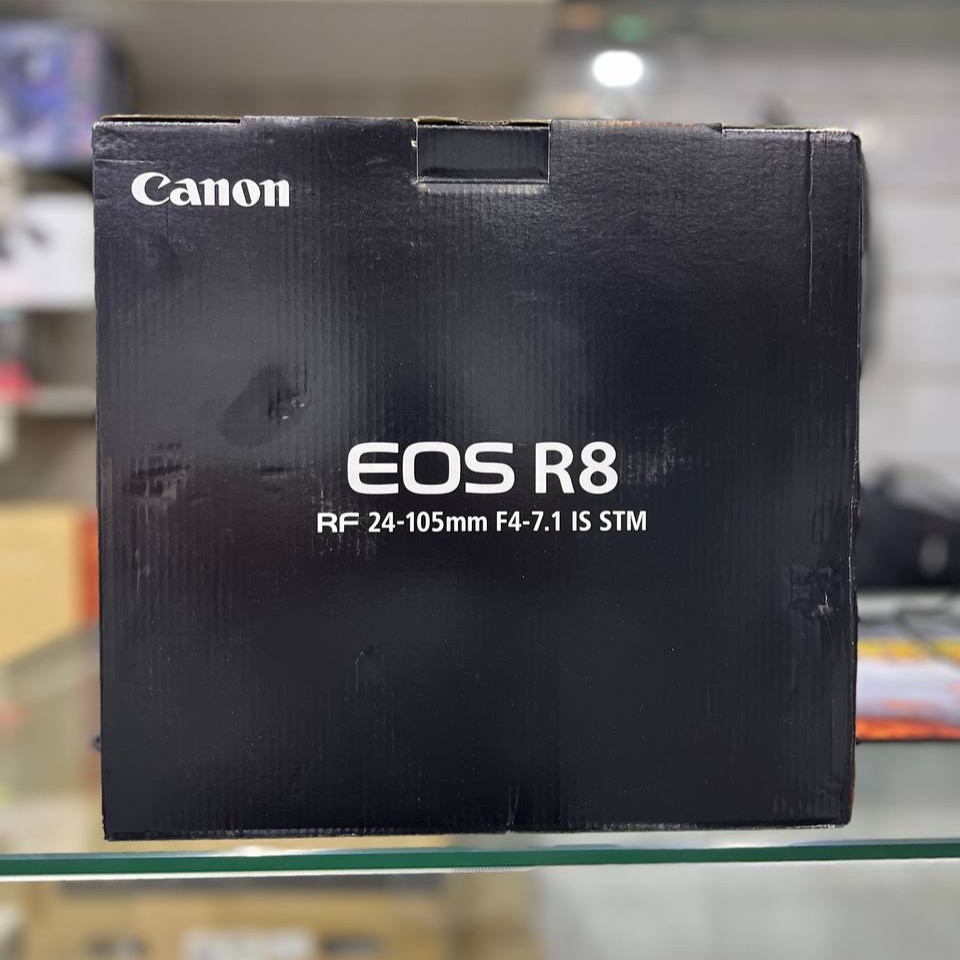 Canon
EOS R8
RF 24-105mm F4-7.1 IS STM